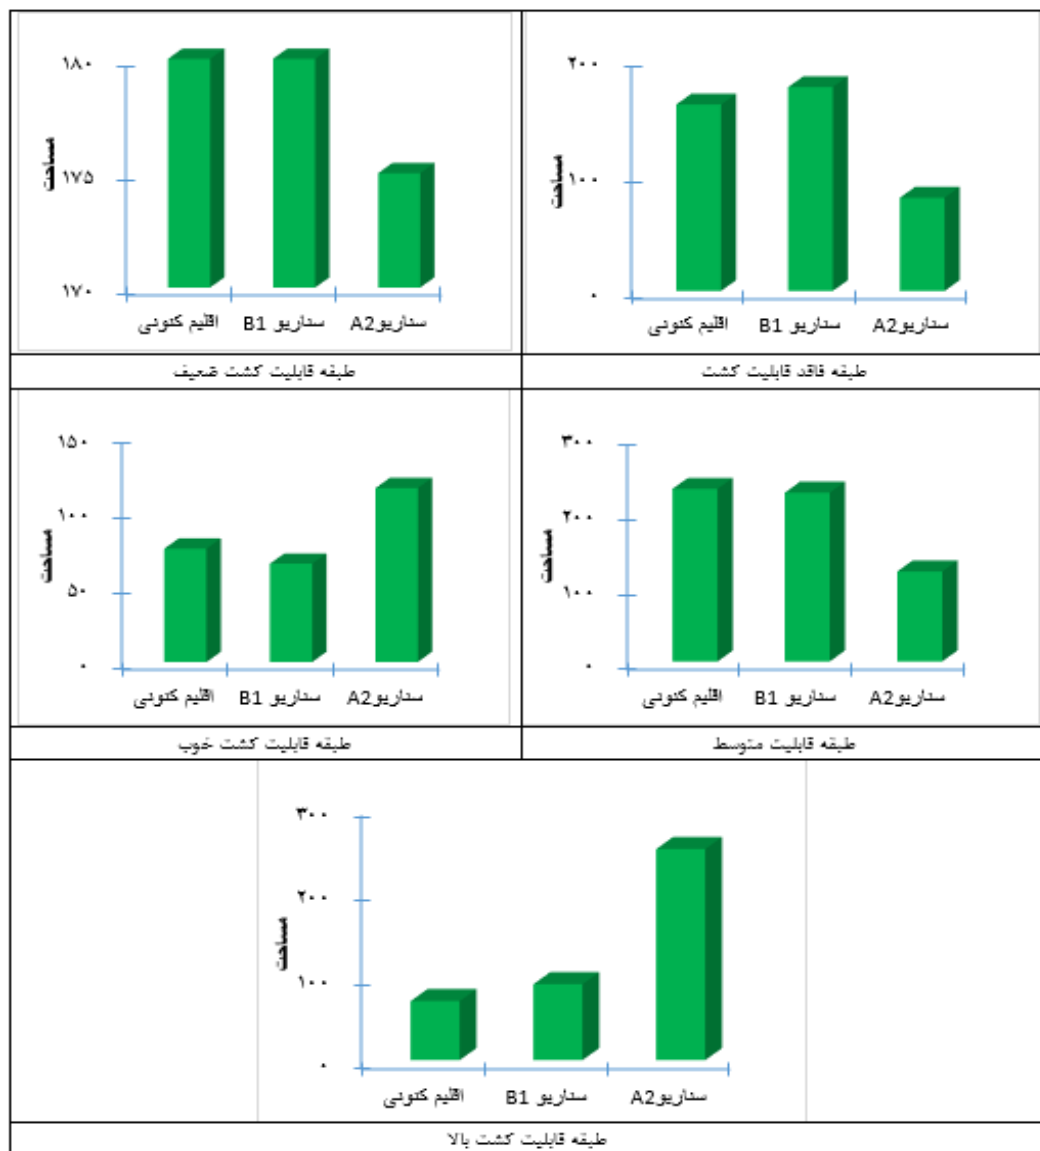 ۲۰۰
۱۰۰
۰
مساحت
اقلیم کنونی
سناریو B1
سناریوA2
طبقه فاقد قابلیت کشت
۱۸۰
۱۷۵
۱۷۰
مساحت
اقلیم کنونی
سناریو B1
سناریوA2
طبقه قابلیت کشت ضعیف
۳۰۰
۲۰۰
۱۰۰
۰
مساحت
اقلیم کنونی
سناریو B1
سناریوA2
طبقه قابلیت متوسط
۱۵۰
۱۰۰
۵۰
۰
مساحت
اقلیم کنونی
سناریو B1
سناریوA2
طبقه قابلیت کشت خوب
۳۰۰
۲۰۰
۱۰۰
۰
مساحت
اقلیم کنونی
سناریو B1
سناریوA2
طبقه قابلیت کشت بالا